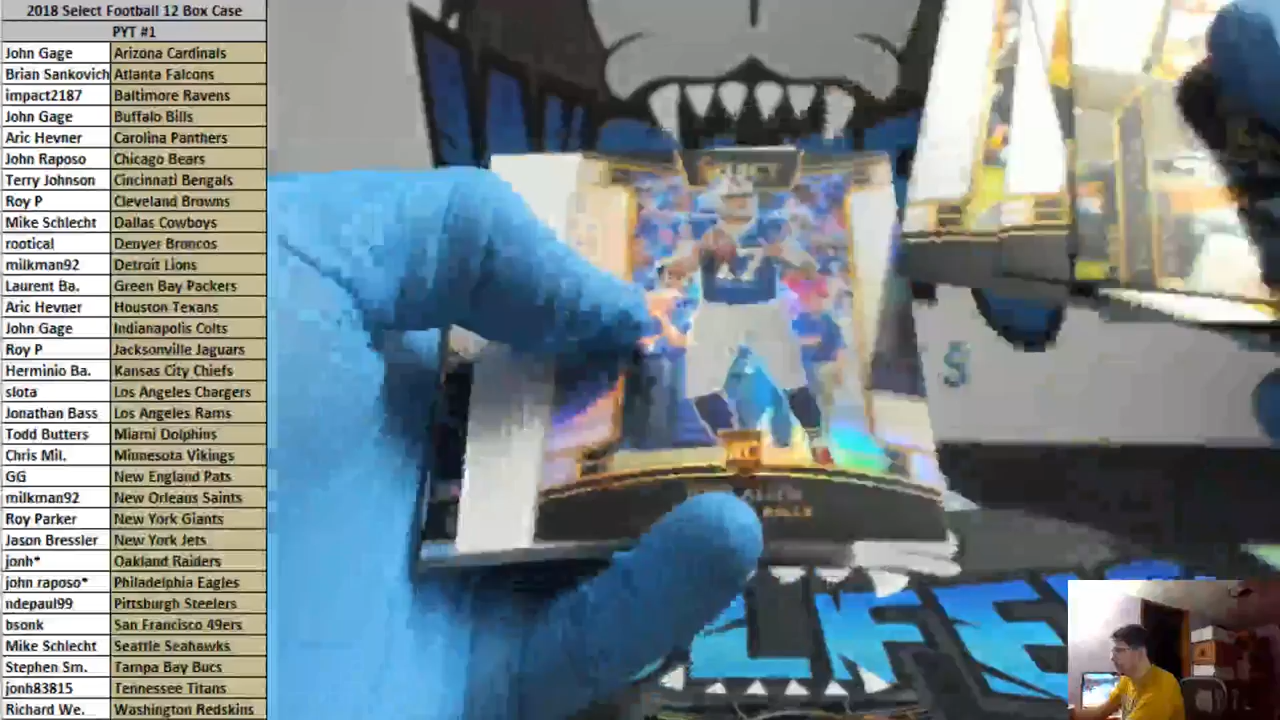 2018 Select Football 12 Box Case
PYT #1
John Gage Arizona Cardinals
Brian Sankovich Atlanta Falcons
impact2187 Baltimore Ravens
John Gage Buffalo Bills
Aric Hevner Carolina Panthers
John Raposo Chicago Bears
Terry Johnson Cincinnati Bengals
Roy P Cleveland Browns
Mike Schlecht Dallas Cowboys
rootical Denver Broncos
milkman92 Detroit Lions
Laurent Ba. Green Bay Packers
Aric Hevner Houston Texans
John Gage Indianapolis Colts
Roy P Jacksonville Jaguars
Herminio Ba. Kansas City Chiefs
slota Los Angeles Chargers
Jonathan Bass Los Angeles Rams
Todd Butters Miami Dolphins
Chris Mil. Minnesota Vikings
GG New England Pats
milkman92 New Orleans Saints
Roy Parker New York Giants
Jason Bressler New York Jets
jonh* Oakland Raiders
john raposo* Philadelphia Eagles
ndepaul99 Pittsburgh Steelers
bsonk San Francisco 49ers
Mike Schlecht Seattle Seahawks
Stephen Sm. Tampa Bay Bucs
jonh83815 Tennessee Titans
Richard We. Washington Redskins
17